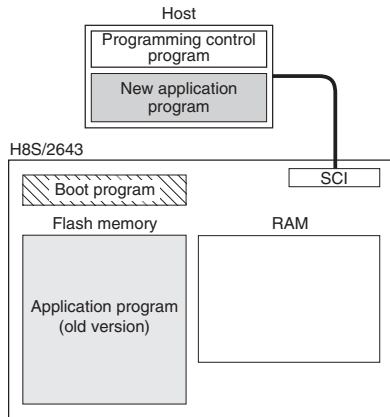 Host
Programming control
program
New application
program
H8S/2643
SCI
Boot program
Flash memory
RAM
Application program
(old version)